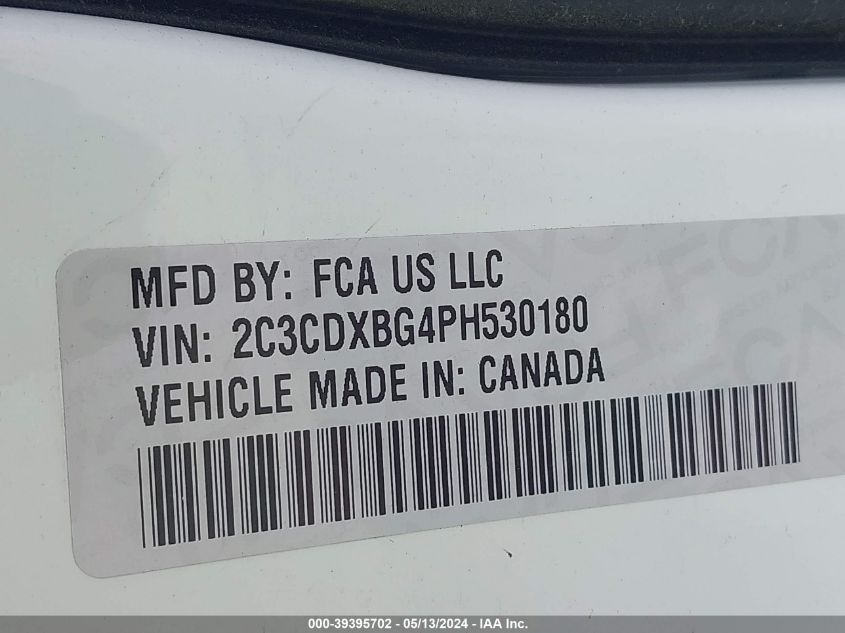 MFD BY: FCA US LLC
VIN: 2C3CDXBG4PH530180
VEHICLE MADE IN: CANADA
000-39395702 - 05/13/2024 - IAA Inc.